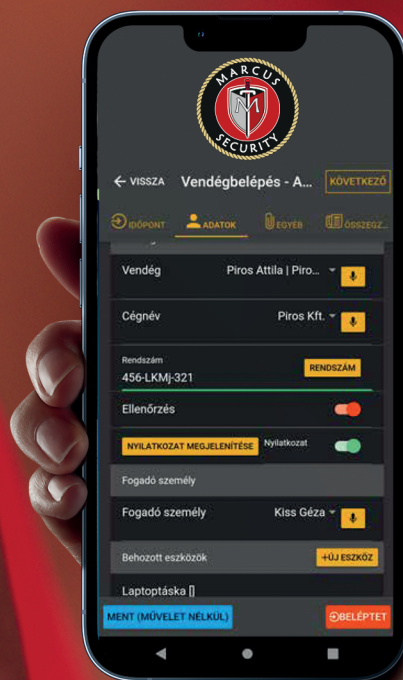 MARCUS
M
SECURITY
VISSZA Vendégbelépés - A... KÖVETKEZŐ
IDŐPONT ADATOK EGYÉB ÖSSZEGZ...
Vendég Piros Attila | Piro...
Cégnév Piros Kft.
Rendszám
456-LKMj-321 RENDSZÁM
Ellenőrzés
NYILATKOZAT MEGJELENÍTÉSE Nyilatkozat
Fogadó személy
Fogadó személy Kiss Géza
Behozott eszközök +ÚJ ESZKÖZ
Laptoptáska []
MENT (MŰVELET NÉLKÜL) BELÉPTET